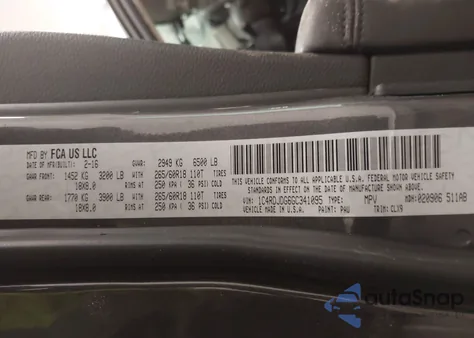 MFD BY FCA US LLC
DATE OF MFR(BUILT): 2-16 GVWR: 2949 KG 6500 LB
GAWR FRONT: 1452 KG 3200 LB WITH 265/60R18 110T TIRES
18X8.0 RIMS AT 250 KPA ( 36 PSI) COLD
GAWR REAR: 1770 KG 3900 LB WITH 265/60R18 110T TIRES
18X8.0 RIMS AT 250 KPA ( 36 PSI) COLD
THIS VEHICLE CONFORMS TO ALL APPLICABLE U.S.A. FEDERAL MOTOR VEHICLE SAFETY
STANDARDS IN EFFECT ON THE DATE OF MANUFACTURE SHOWN ABOVE.
VIN: 1C4RDJDG6GC341095 TYPE: MPV MDH: 020906 511AB
VEHICLE MADE IN U.S.A. PAINT: PAU TRIM: CLX9
autoSnap